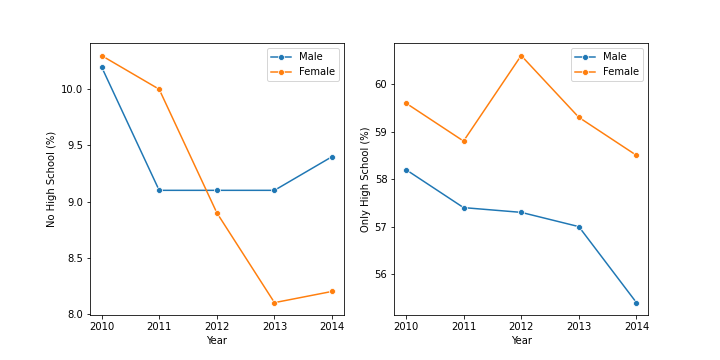 No High School (%)
10.0
9.5
9.0
8.5
8.0
2010 2011 2012 2013 2014
Year
Male
Female
Only High School (%)
60
59
58
57
56
2010 2011 2012 2013 2014
Year
Male
Female